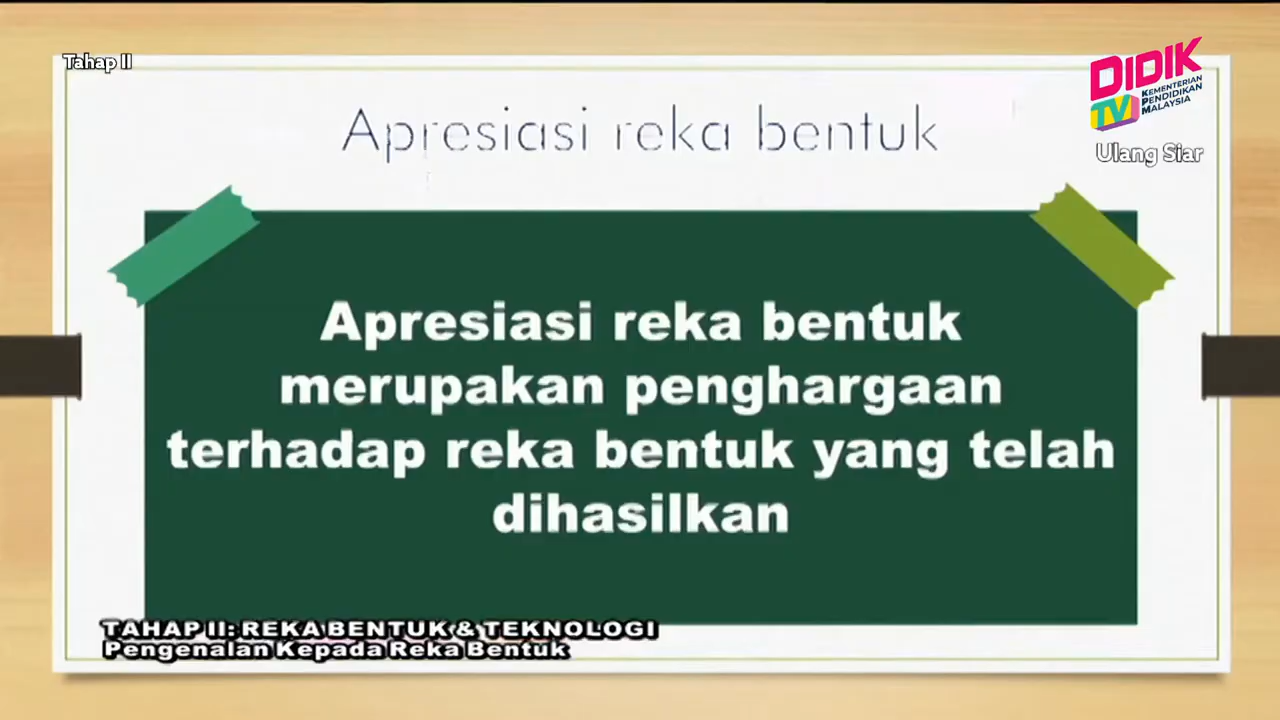 Tahap II
DIDIK
TV
KEMENTERIAN
PENDIDIKAN
MALAYSIA
Ulang Siar
Apresiasi reka bentuk
Apresiasi reka bentuk
merupakan penghargaan
terhadap reka bentuk yang telah
dihasilkan
TAHAP II: REKA BENTUK & TEKNOLOGI
Pengenalan Kepada Reka Bentuk